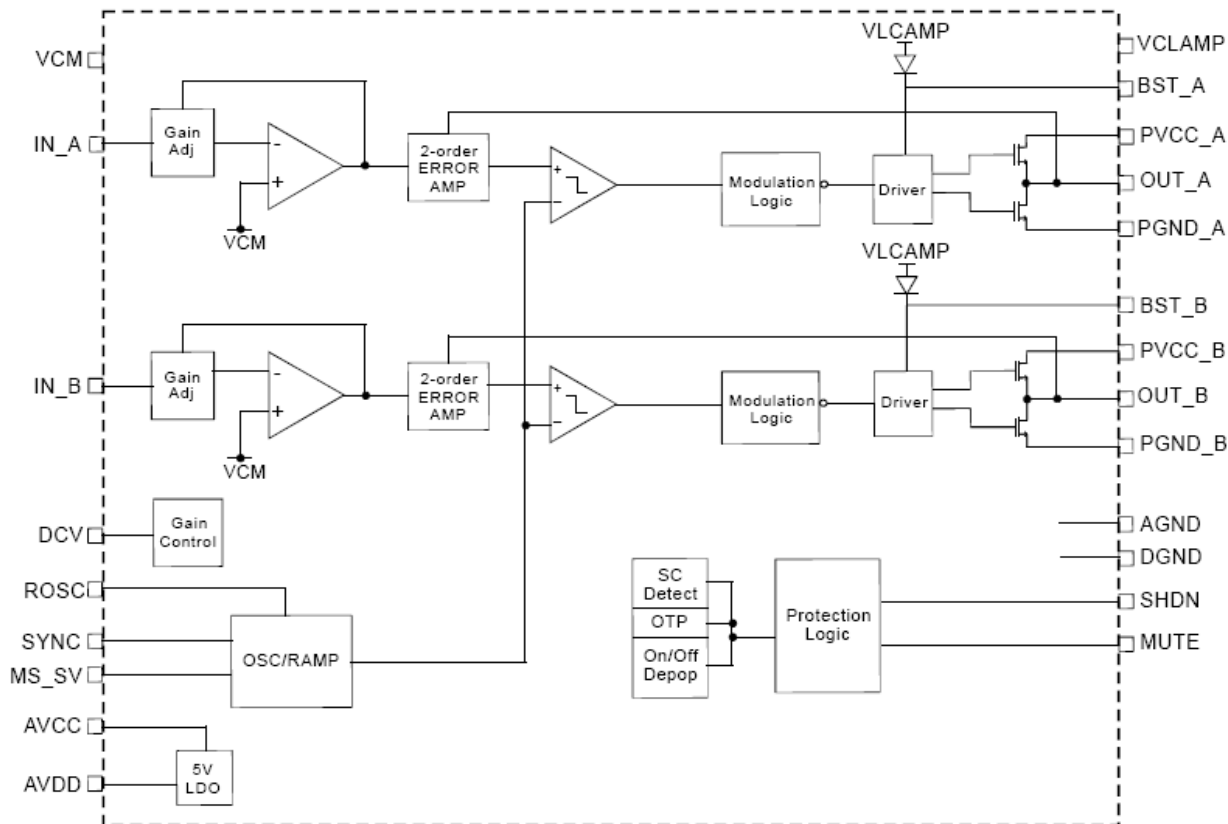 VCM
IN_A
Gain
Adj
-
+
VCM
2-order
ERROR
AMP
+
-
Modulation
Logic
VLCAMP
Driver
VCLAMP
BST_A
PVCC_A
OUT_A
PGND_A
IN_B
Gain
Adj
-
+
VCM
2-order
ERROR
AMP
+
-
Modulation
Logic
VLCAMP
Driver
BST_B
PVCC_B
OUT_B
PGND_B
DCV
Gain
Control
ROSC
SYNC
MS_SV
OSC/RAMP
AVCC
AVDD
5V
LDO
SC
Detect
OTP
On/Off
Depop
Protection
Logic
AGND
DGND
SHDN
MUTE